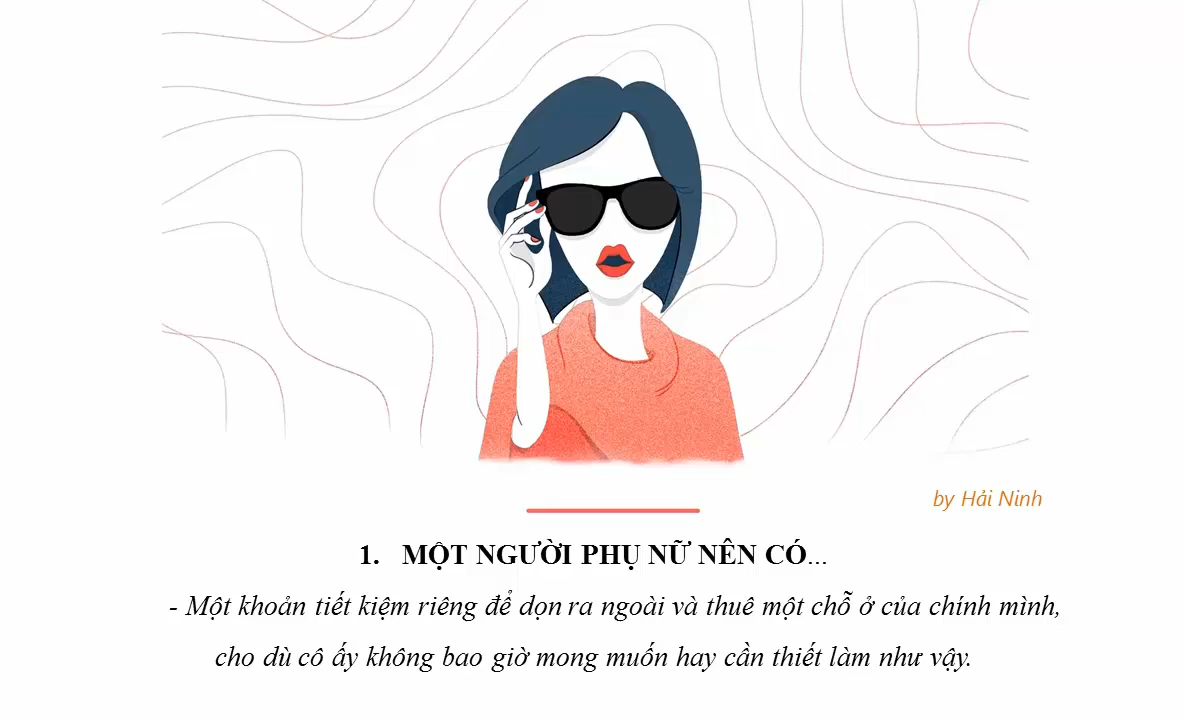 by Hải Ninh
1. MỘT NGƯỜI PHỤ NỮ NÊN CÓ...
- Một khoản tiết kiệm riêng để dọn ra ngoài và thuê một chỗ ở của chính mình,
cho dù cô ấy không bao giờ mong muốn hay cần thiết làm như vậy.